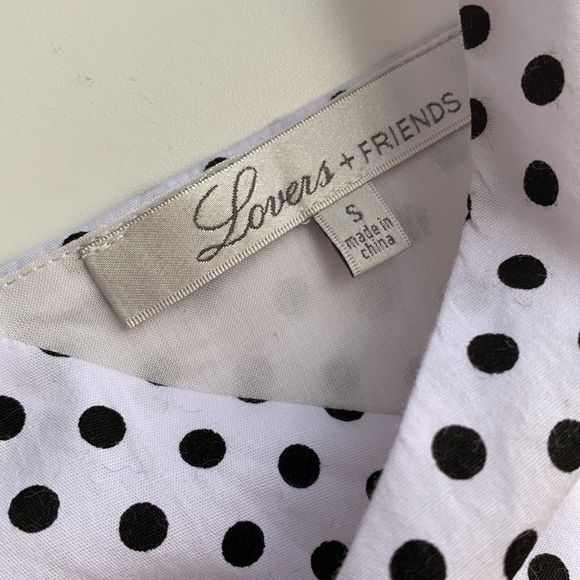 Lovers + FRIENDS
S
made in
china